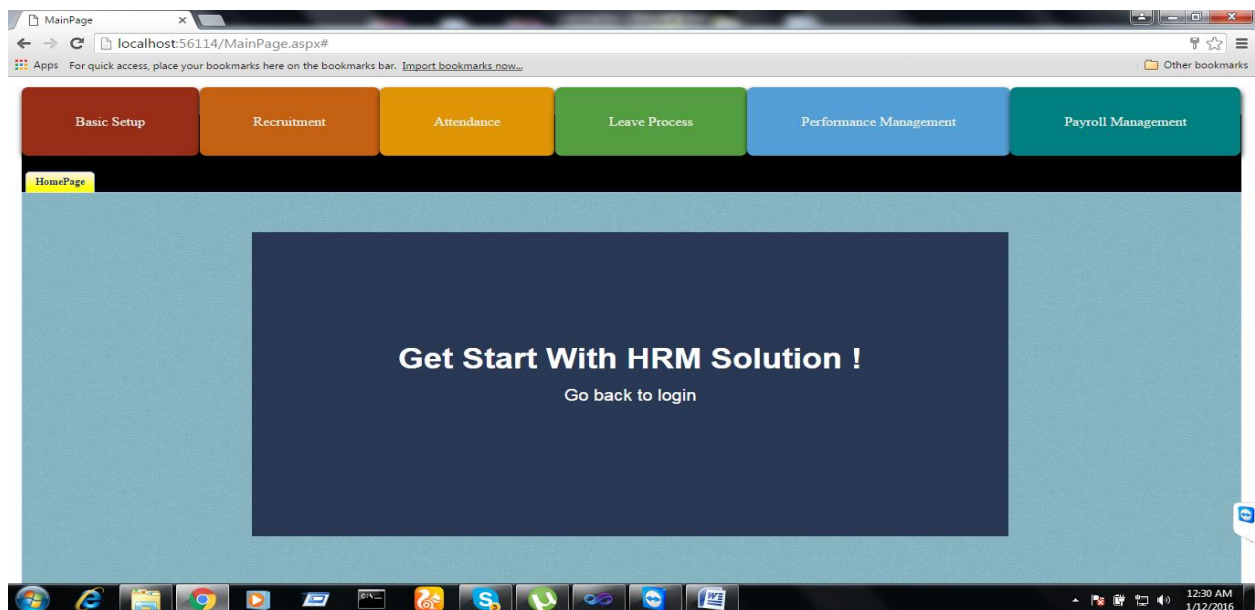 MainPage
localhost:56114/MainPage.aspx#
Apps For quick access, place your bookmarks here on the bookmarks bar. Import bookmarks now... Other bookmarks
Basic Setup Recruitment Attendance Leave Process Performance Management Payroll Management
HomePage
Get Start With HRM Solution !
Go back to login
12:30 AM
1/12/2016